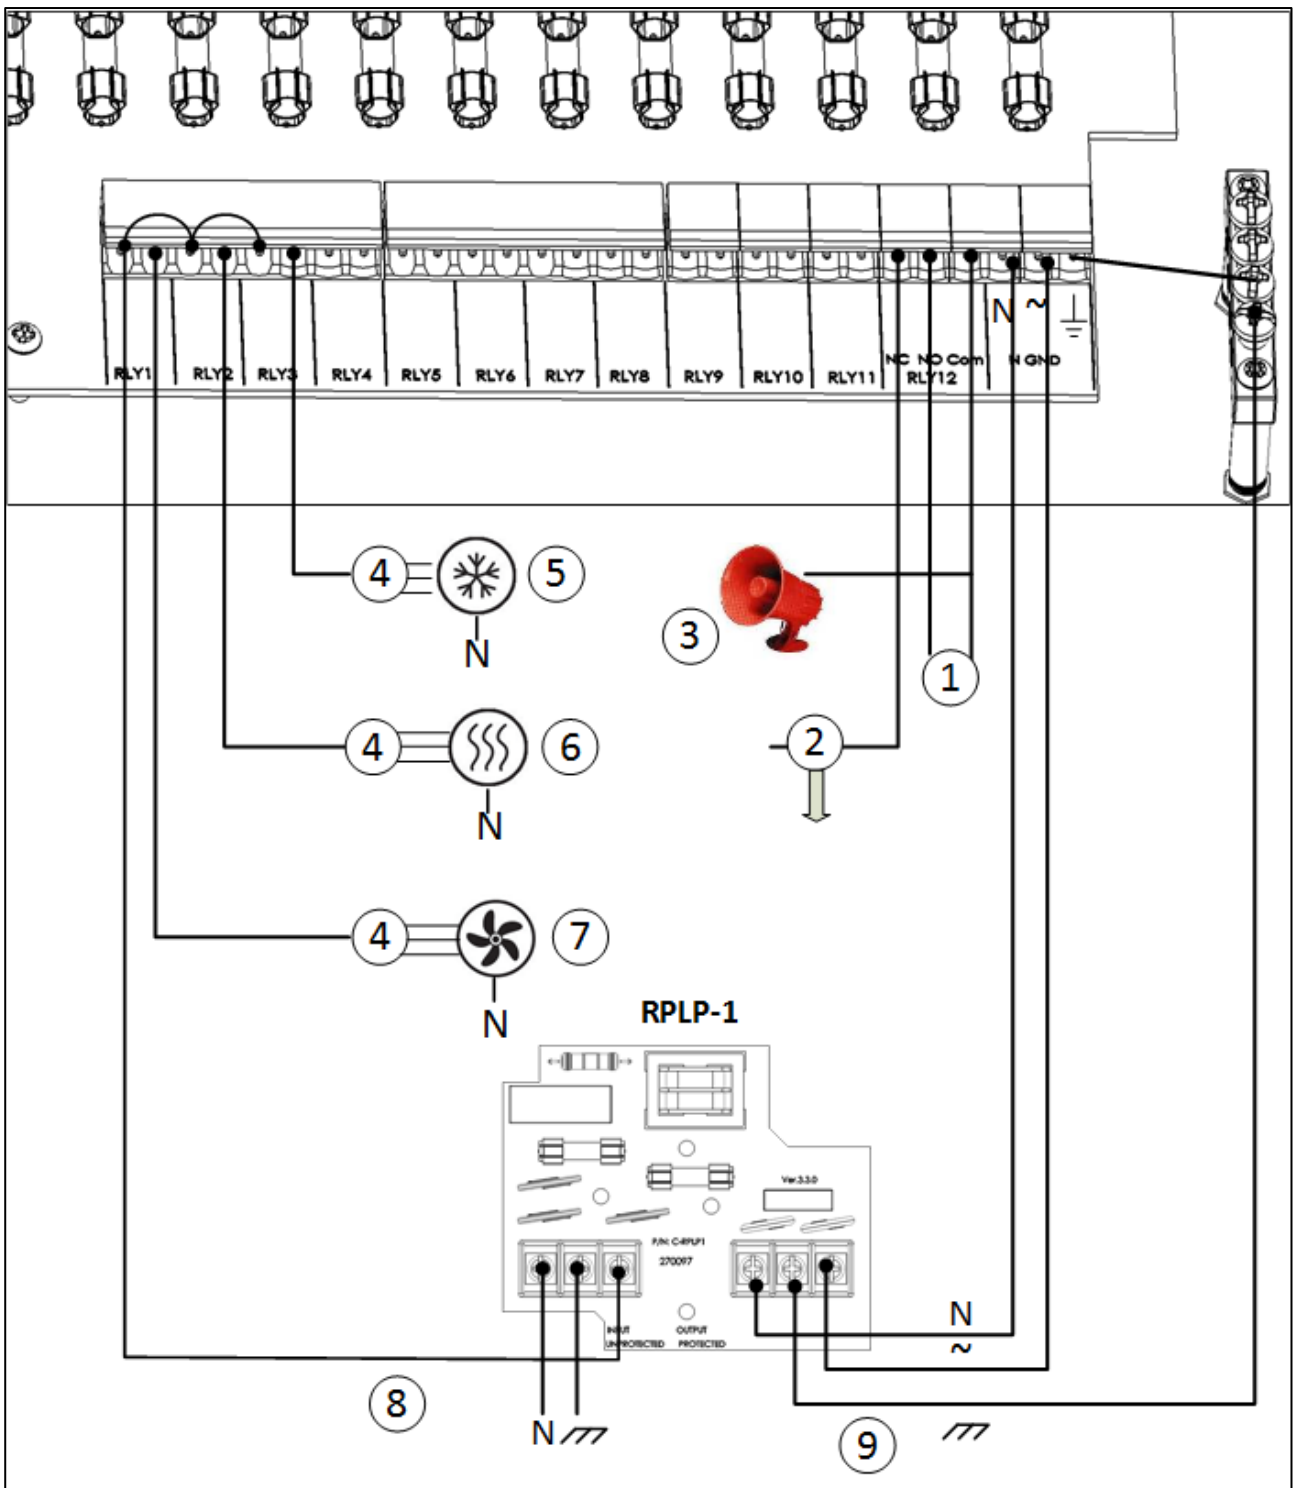 N ~
NC NO Com N GND
RLY1 RLY2 RLY3 RLY4 RLY5 RLY6 RLY7 RLY8 RLY9 RLY10 RLY11 RLY12
4 5
3
N
1
4 6
2
N
4 7
N
RPLP-1
Ver.3.3.0
P/N: C-RPLP1
270097
INPUT
UNPROTECTED
OUTPUT
PROTECTED
N
~
8
N
9